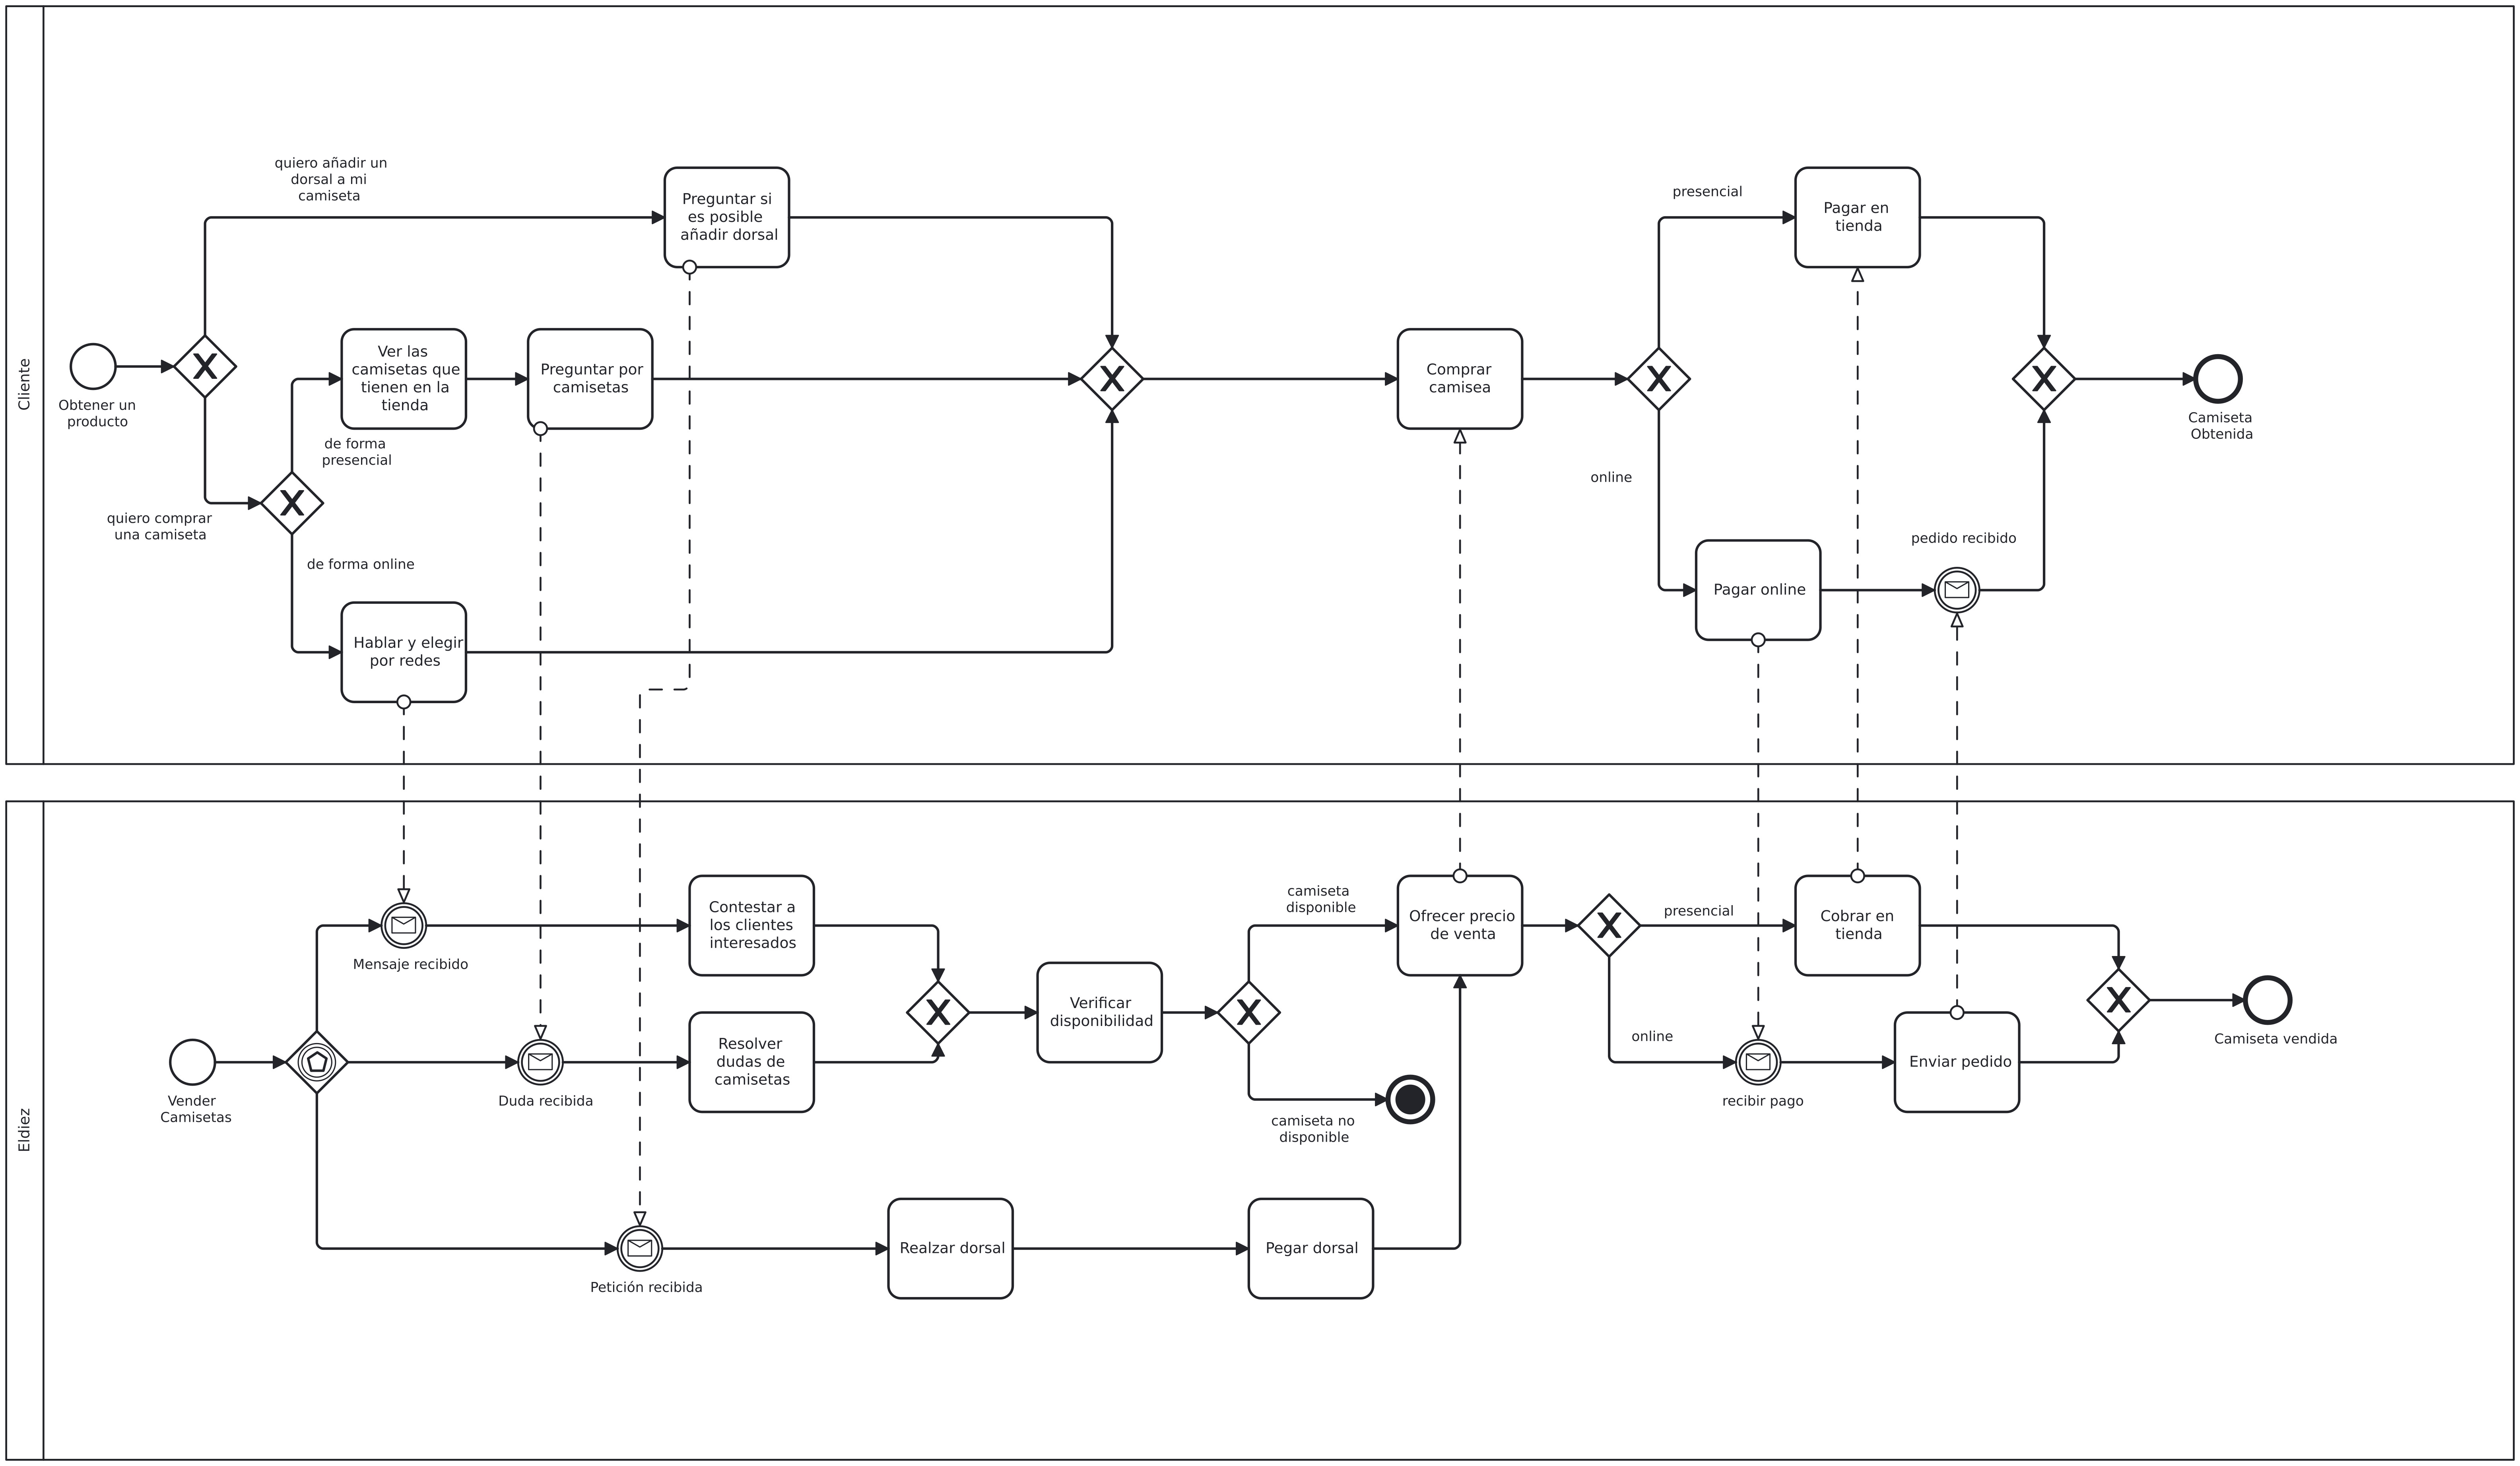 Cliente
quiero añadir un
dorsal a mi
camiseta
Preguntar si
es posible
añadir dorsal
presencial
Pagar en
tienda
Obtener un
producto
Ver las
camisetas que
tienen en la
tienda
Preguntar por
camisetas
Comprar
camisea
Camiseta
Obtenida
de forma
presencial
online
quiero comprar
una camiseta
de forma online
pedido recibido
Pagar online
Hablar y elegir
por redes
Eldiez
Mensaje recibido
Contestar a
los clientes
interesados
camiseta
disponible
Ofrecer precio
de venta
presencial
Cobrar en
tienda
Verificar
disponibilidad
Vender
Camisetas
Duda recibida
Resolver
dudas de
camisetas
online
recibir pago
Enviar pedido
Camiseta vendida
camiseta no
disponible
Petición recibida
Realzar dorsal
Pegar dorsal